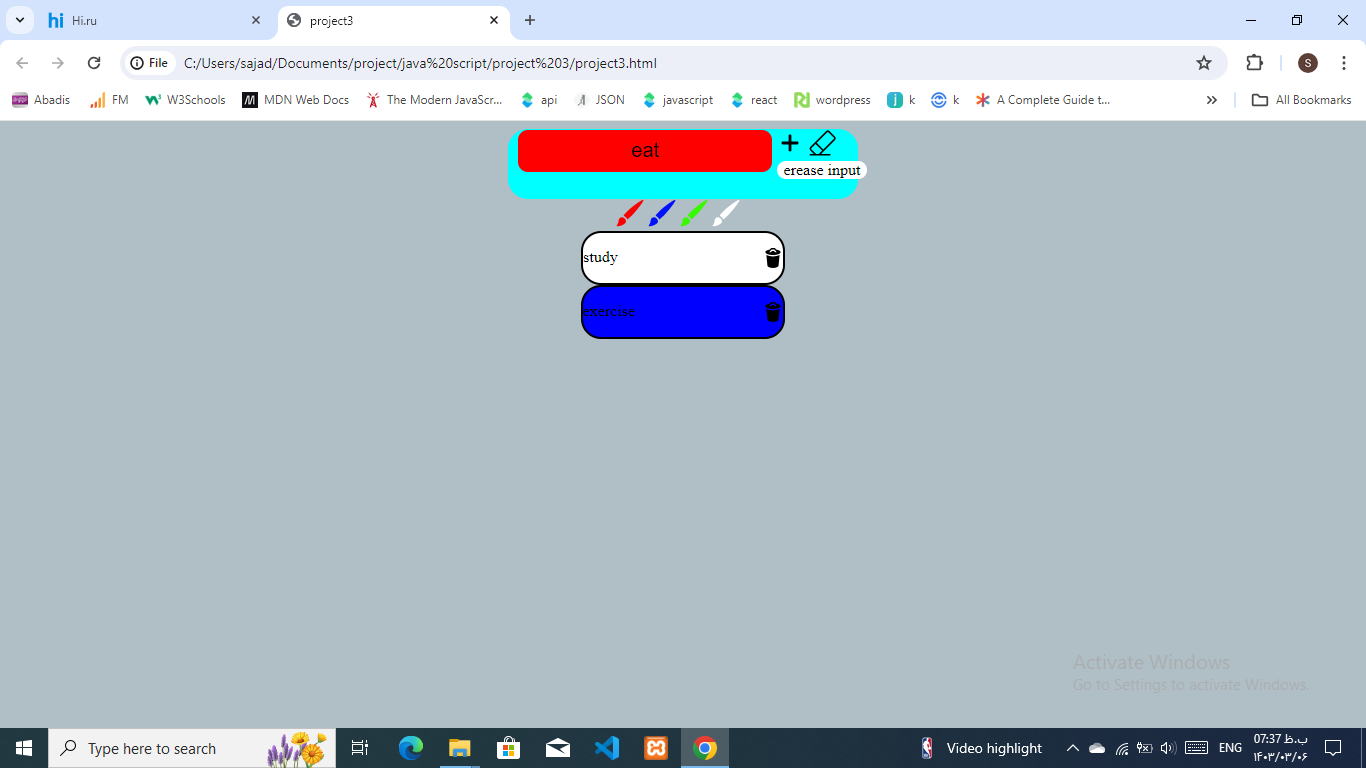 hi Hi.ru
project3
File C:/Users/sajad/Documents/project/java%20script/project%203/project3.html
S
Abadis FM W3Schools M MDN Web Docs The Modern JavaScr... api JSON javascript react wordpress j k k A Complete Guide t... » All Bookmarks
eat
erease input
study
exercise
Activate Windows
Go to Settings to activate Windows.
Type here to search
Video highlight
ENG
07:37 ب.ظ
۱۴۰۳/۰۳/۰۶